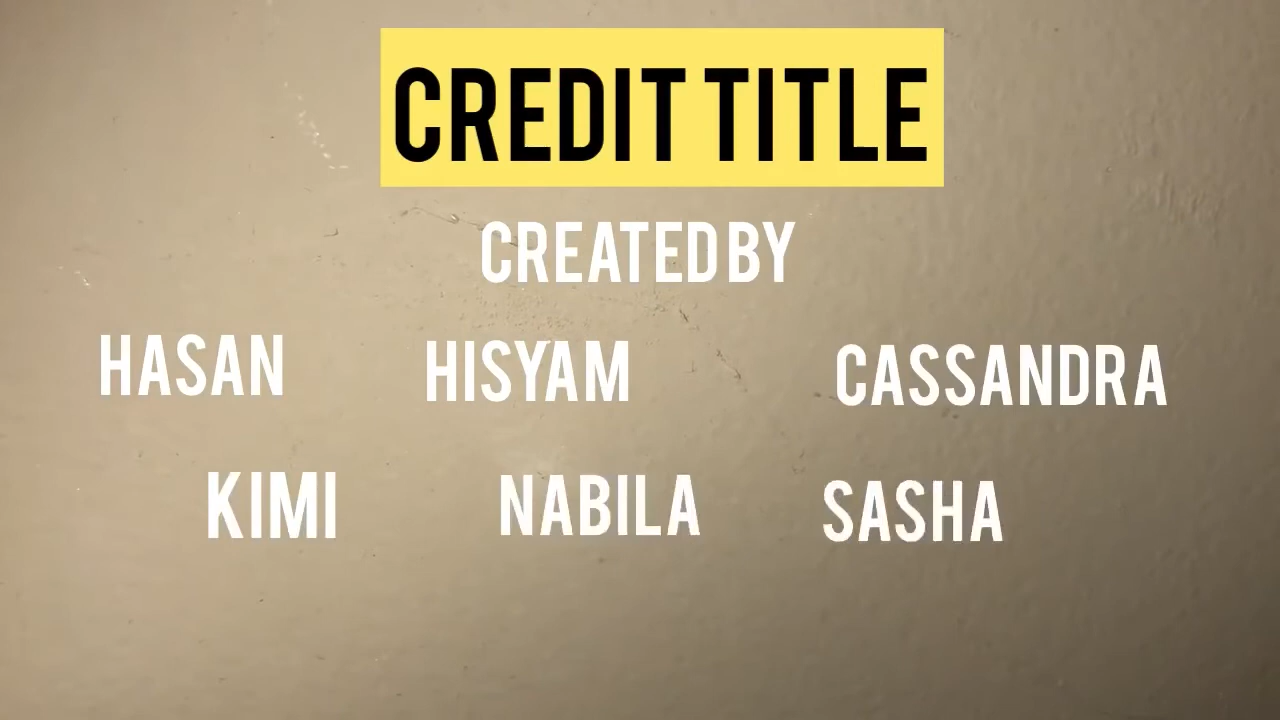 CREDIT TITLE
CREATED BY
HASAN HISYAM CASSANDRA
KIMI NABILA SASHA